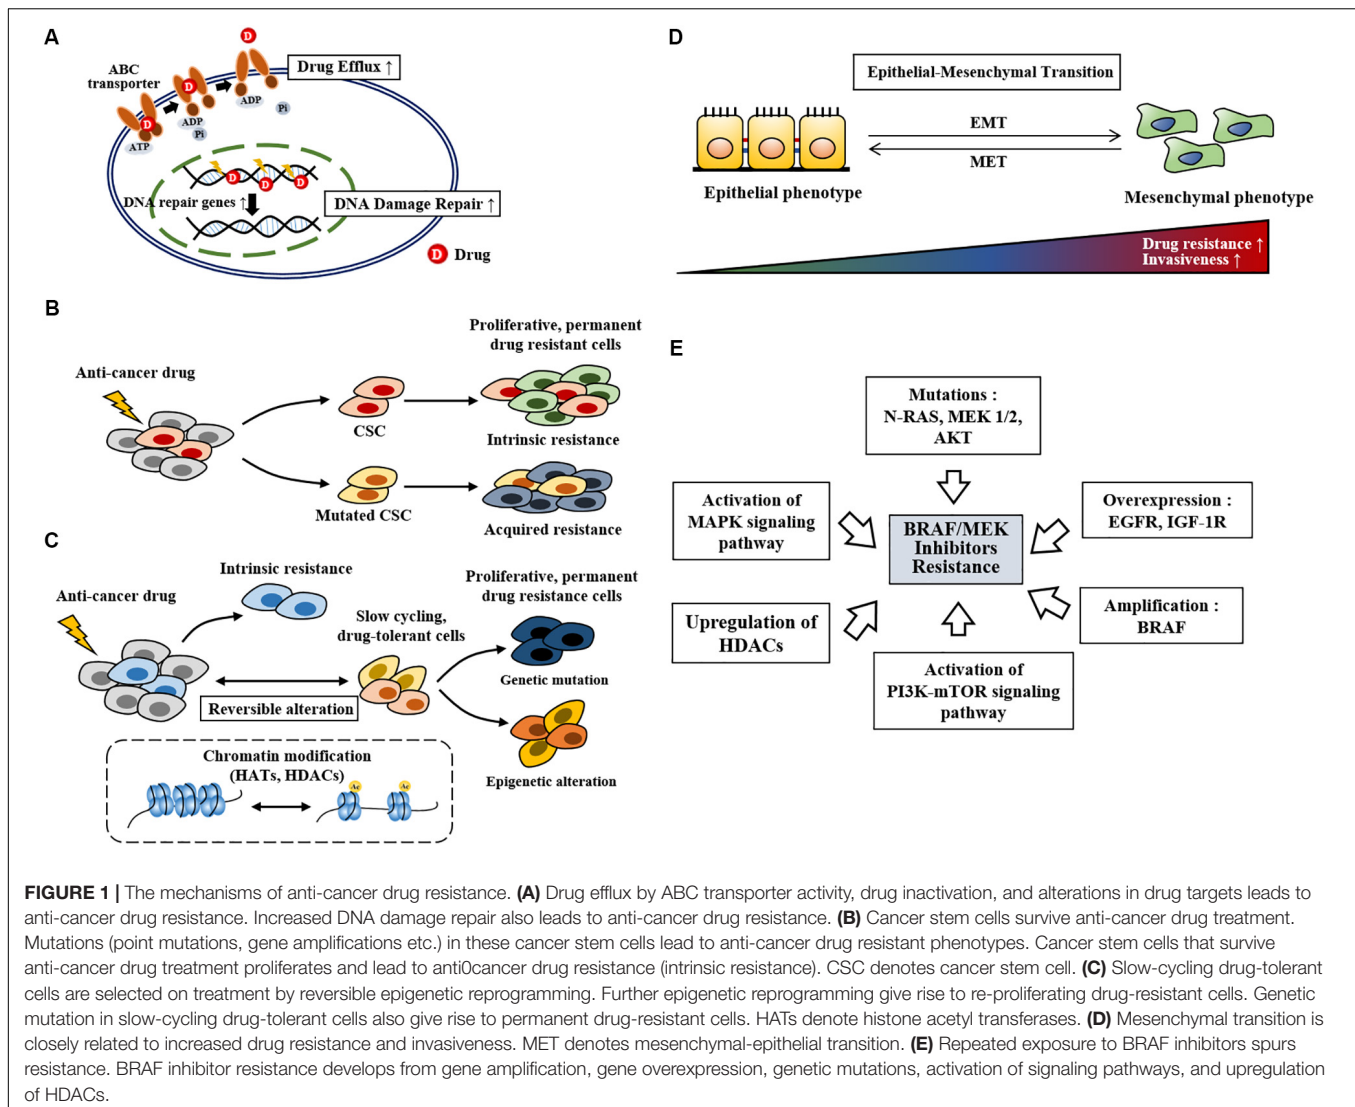 A
ABC
transporter
D
Drug Efflux ↑
D
D
ADP
Pi
ADP
Pi
ATP
D
D
D
DNA repair genes ↑
DNA Damage Repair ↑
D Drug
B
Anti-cancer drug
CSC
Mutated CSC
Proliferative, permanent
drug resistant cells
Intrinsic resistance
Acquired resistance
C
Anti-cancer drug
Intrinsic resistance
Slow cycling,
drug-tolerant cells
Reversible alteration
Proliferative, permanent
drug resistance cells
Genetic mutation
Epigenetic alteration
Chromatin modification
(HATs, HDACs)
Ac
Ac
D
Epithelial-Mesenchymal Transition
EMT
MET
Epithelial phenotype
Mesenchymal phenotype
Drug resistance ↑
Invasiveness ↑
E
Mutations :
N-RAS, MEK 1/2,
AKT
Activation of
MAPK signaling
pathway
Overexpression :
EGFR, IGF-1R
BRAF/MEK
Inhibitors
Resistance
Upregulation of
HDACs
Amplification :
BRAF
Activation of
PI3K-mTOR signaling
pathway
FIGURE 1 | The mechanisms of anti-cancer drug resistance. (A) Drug efflux by ABC transporter activity, drug inactivation, and alterations in drug targets leads to
anti-cancer drug resistance. Increased DNA damage repair also leads to anti-cancer drug resistance. (B) Cancer stem cells survive anti-cancer drug treatment.
Mutations (point mutations, gene amplifications etc.) in these cancer stem cells lead to anti-cancer drug resistant phenotypes. Cancer stem cells that survive
anti-cancer drug treatment proliferates and lead to anti0cancer drug resistance (intrinsic resistance). CSC denotes cancer stem cell. (C) Slow-cycling drug-tolerant
cells are selected on treatment by reversible epigenetic reprogramming. Further epigenetic reprogramming give rise to re-proliferating drug-resistant cells. Genetic
mutation in slow-cycling drug-tolerant cells also give rise to permanent drug-resistant cells. HATs denote histone acetyl transferases. (D) Mesenchymal transition is
closely related to increased drug resistance and invasiveness. MET denotes mesenchymal-epithelial transition. (E) Repeated exposure to BRAF inhibitors spurs
resistance. BRAF inhibitor resistance develops from gene amplification, gene overexpression, genetic mutations, activation of signaling pathways, and upregulation
of HDACs.